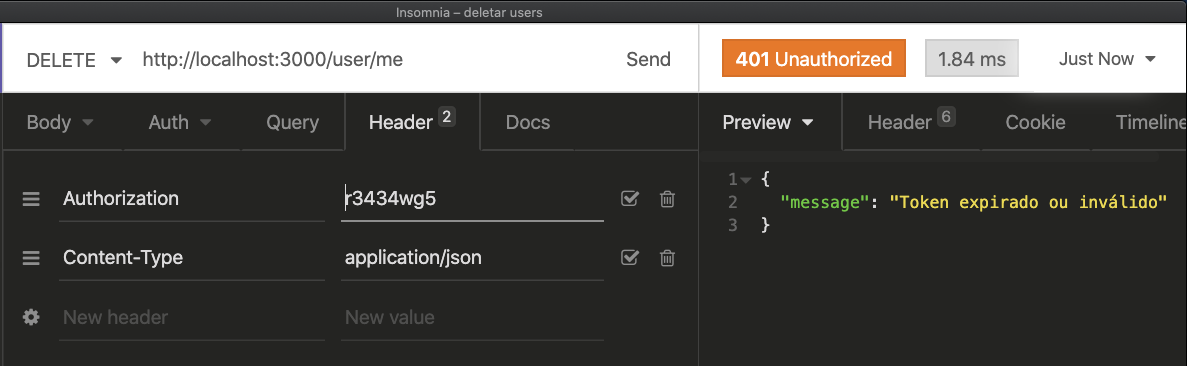 Insomnia – deletar users
DELETE http://localhost:3000/user/me Send 401 Unauthorized 1.84 ms Just Now
Body Auth Query Header 2 Docs Preview Header 6 Cookie Timeline
Authorization r3434wg5
Content-Type application/json
New header New value
1 {
2 "message": "Token expirado ou inválido"
3 }